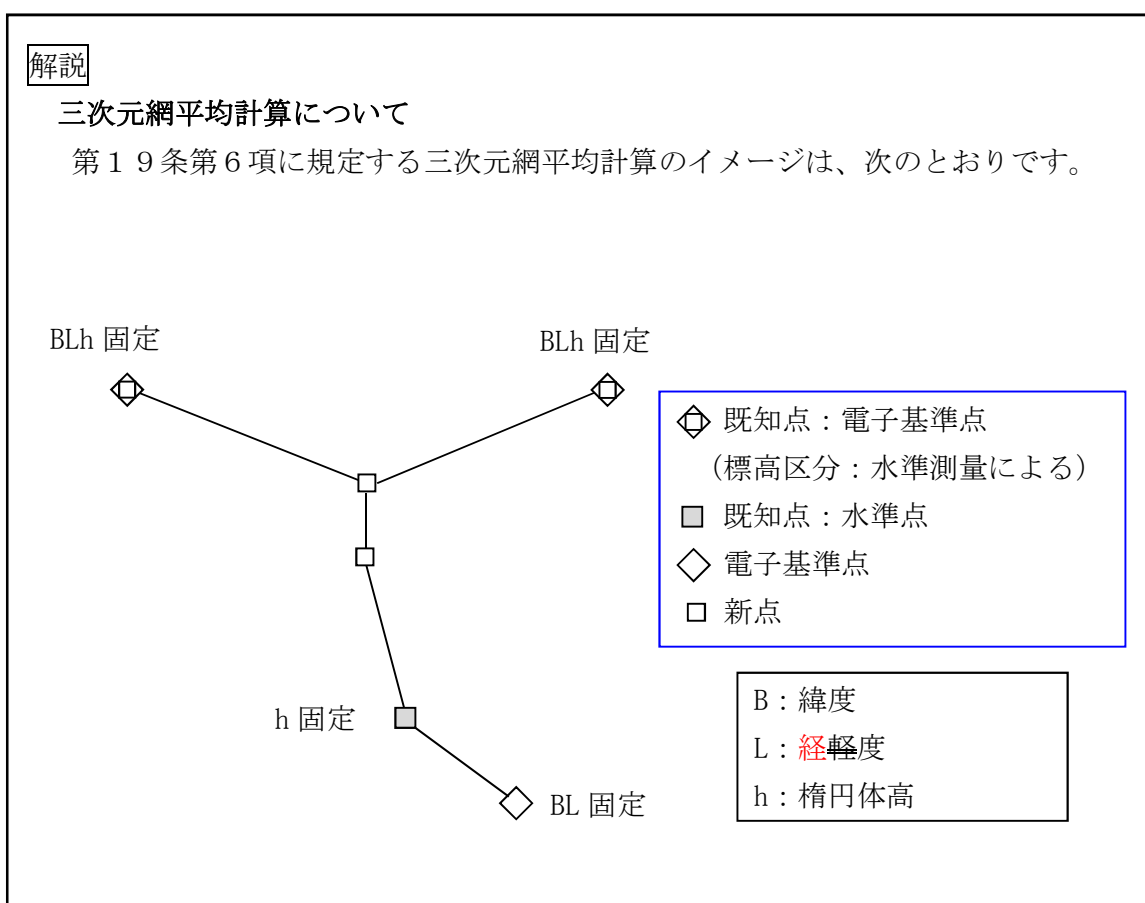 解説
三次元網平均計算について
第１９条第６項に規定する三次元網平均計算のイメージは、次のとおりです。
BLh 固定
BLh 固定
既知点：電子基準点
（標高区分：水準測量による）
既知点：水準点
電子基準点
新点
h 固定
BL 固定
B：緯度
L：経軽度
h：楕円体高